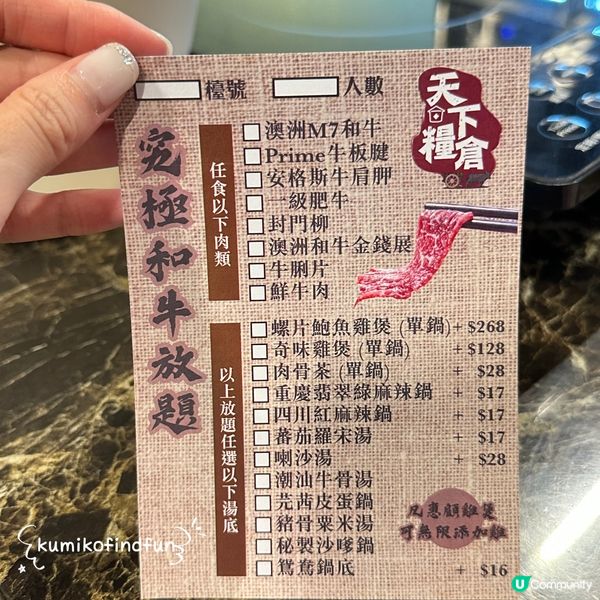 檯號 人數
天下糧倉
究極和牛放題
任食以下肉類
澳洲M7和牛
Prime牛板腱
安格斯牛肩胛
一級肥牛
封門柳
澳洲和牛金錢展
牛脷片
鮮牛肉
以上放題任選以下湯底
螺片鮑魚雞煲 (單鍋) + $268
奇味雞煲 (單鍋) + $128
肉骨茶 (單鍋) + $28
重慶翡翠綠麻辣鍋 + $17
四川紅麻辣鍋 + $17
蕃茄羅宋湯 + $17
喇沙湯 + $28
潮汕牛骨湯
芫茜皮蛋鍋
豬骨粟米湯
秘製沙嗲鍋
鴛鴦鍋底 + $16
凡惠顧雞煲
可無限添加雞
kumikofindfun
U Community